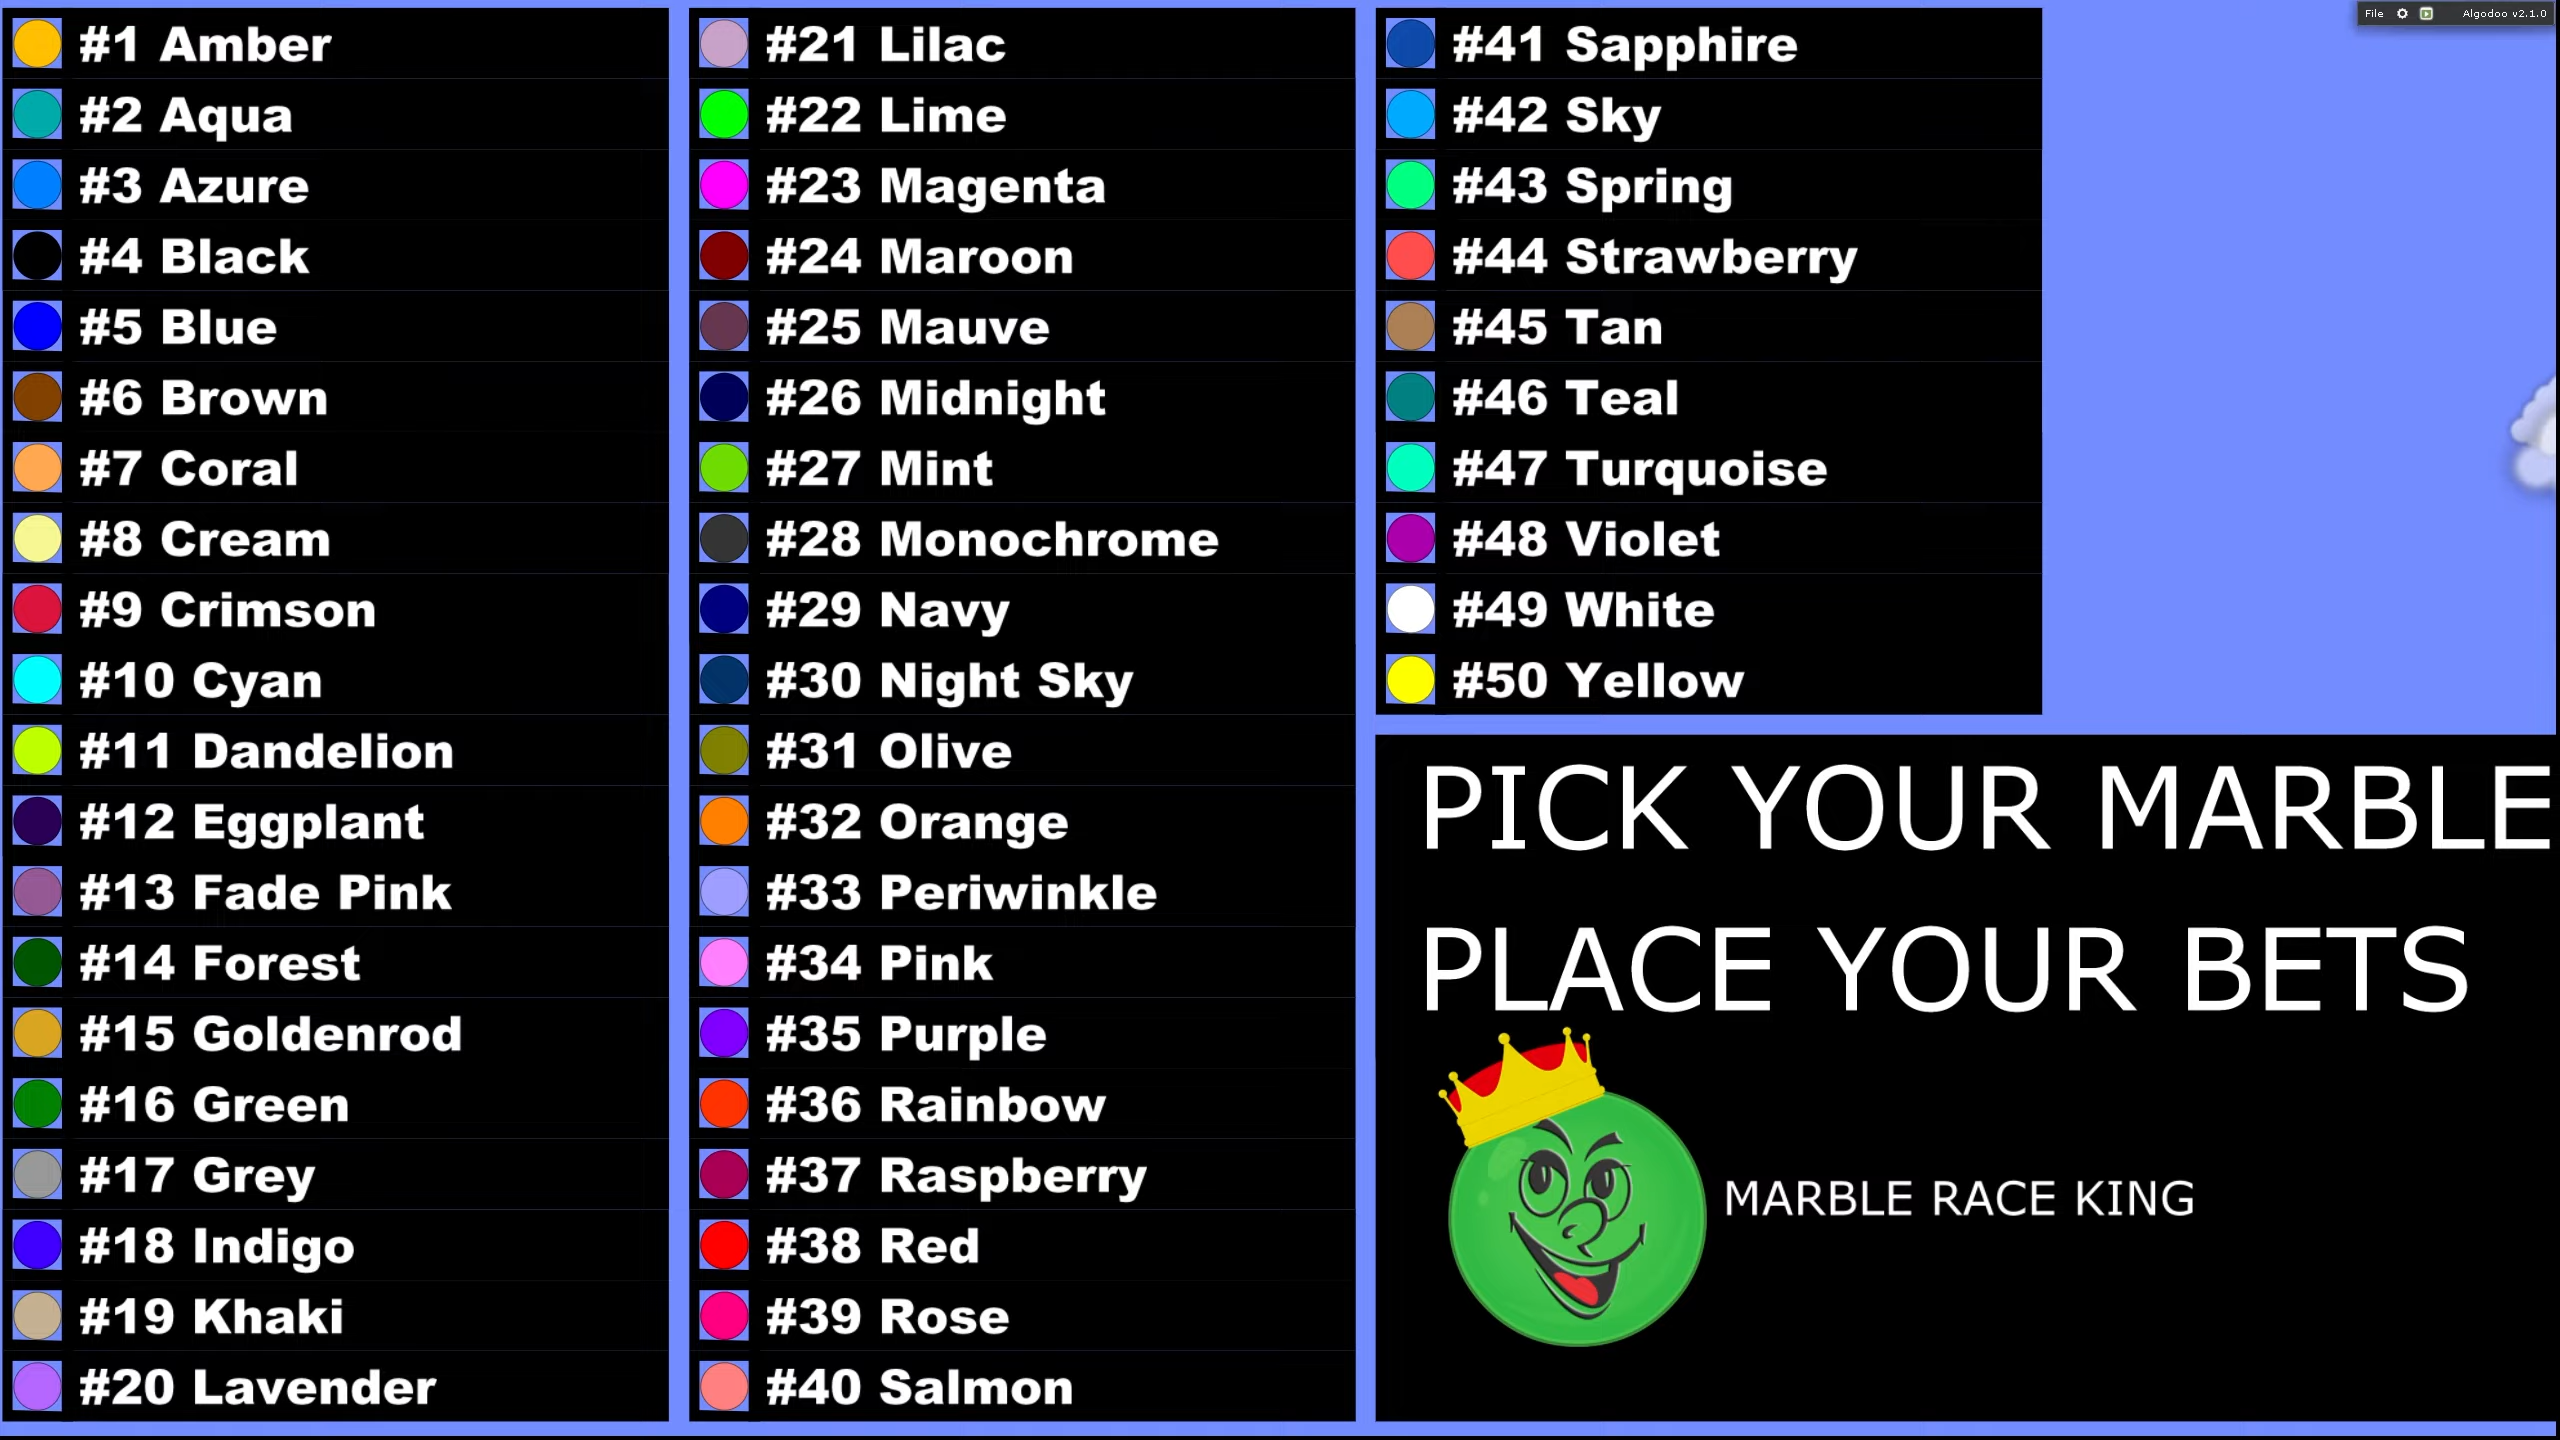 #1 Amber
#2 Aqua
#3 Azure
#4 Black
#5 Blue
#6 Brown
#7 Coral
#8 Cream
#9 Crimson
#10 Cyan
#11 Dandelion
#12 Eggplant
#13 Fade Pink
#14 Forest
#15 Goldenrod
#16 Green
#17 Grey
#18 Indigo
#19 Khaki
#20 Lavender
#21 Lilac
#22 Lime
#23 Magenta
#24 Maroon
#25 Mauve
#26 Midnight
#27 Mint
#28 Monochrome
#29 Navy
#30 Night Sky
#31 Olive
#32 Orange
#33 Periwinkle
#34 Pink
#35 Purple
#36 Rainbow
#37 Raspberry
#38 Red
#39 Rose
#40 Salmon
#41 Sapphire
#42 Sky
#43 Spring
#44 Strawberry
#45 Tan
#46 Teal
#47 Turquoise
#48 Violet
#49 White
#50 Yellow
File Algodoo v2.1.0
PICK YOUR MARBLE
PLACE YOUR BETS
MARBLE RACE KING